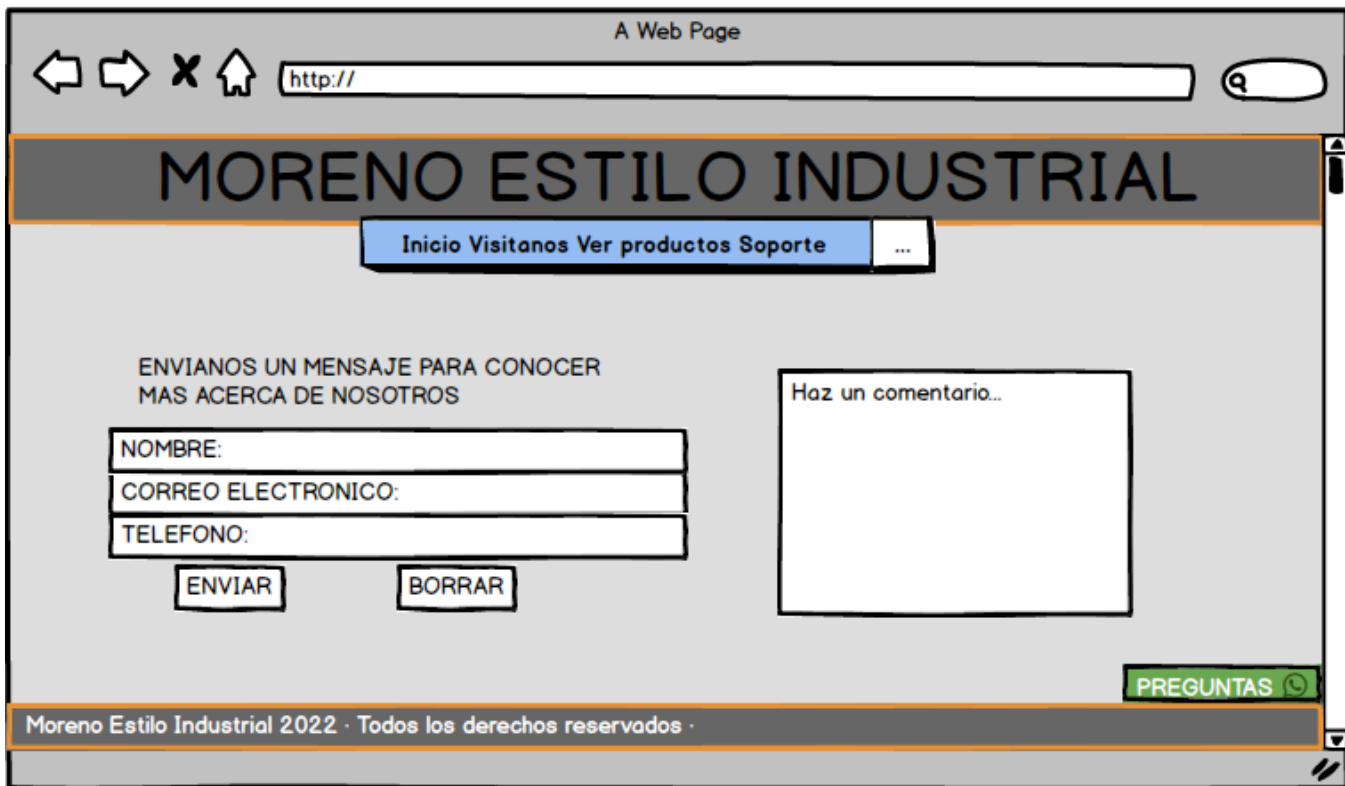 A Web Page
http://
MORENO ESTILO INDUSTRIAL
Inicio Visitanos Ver productos Soporte ...
ENVIANOS UN MENSAJE PARA CONOCER
MAS ACERCA DE NOSOTROS
Haz un comentario...
NOMBRE:
CORREO ELECTRONICO:
TELEFONO:
ENVIAR BORRAR
PREGUNTAS
Moreno Estilo Industrial 2022 · Todos los derechos reservados ·